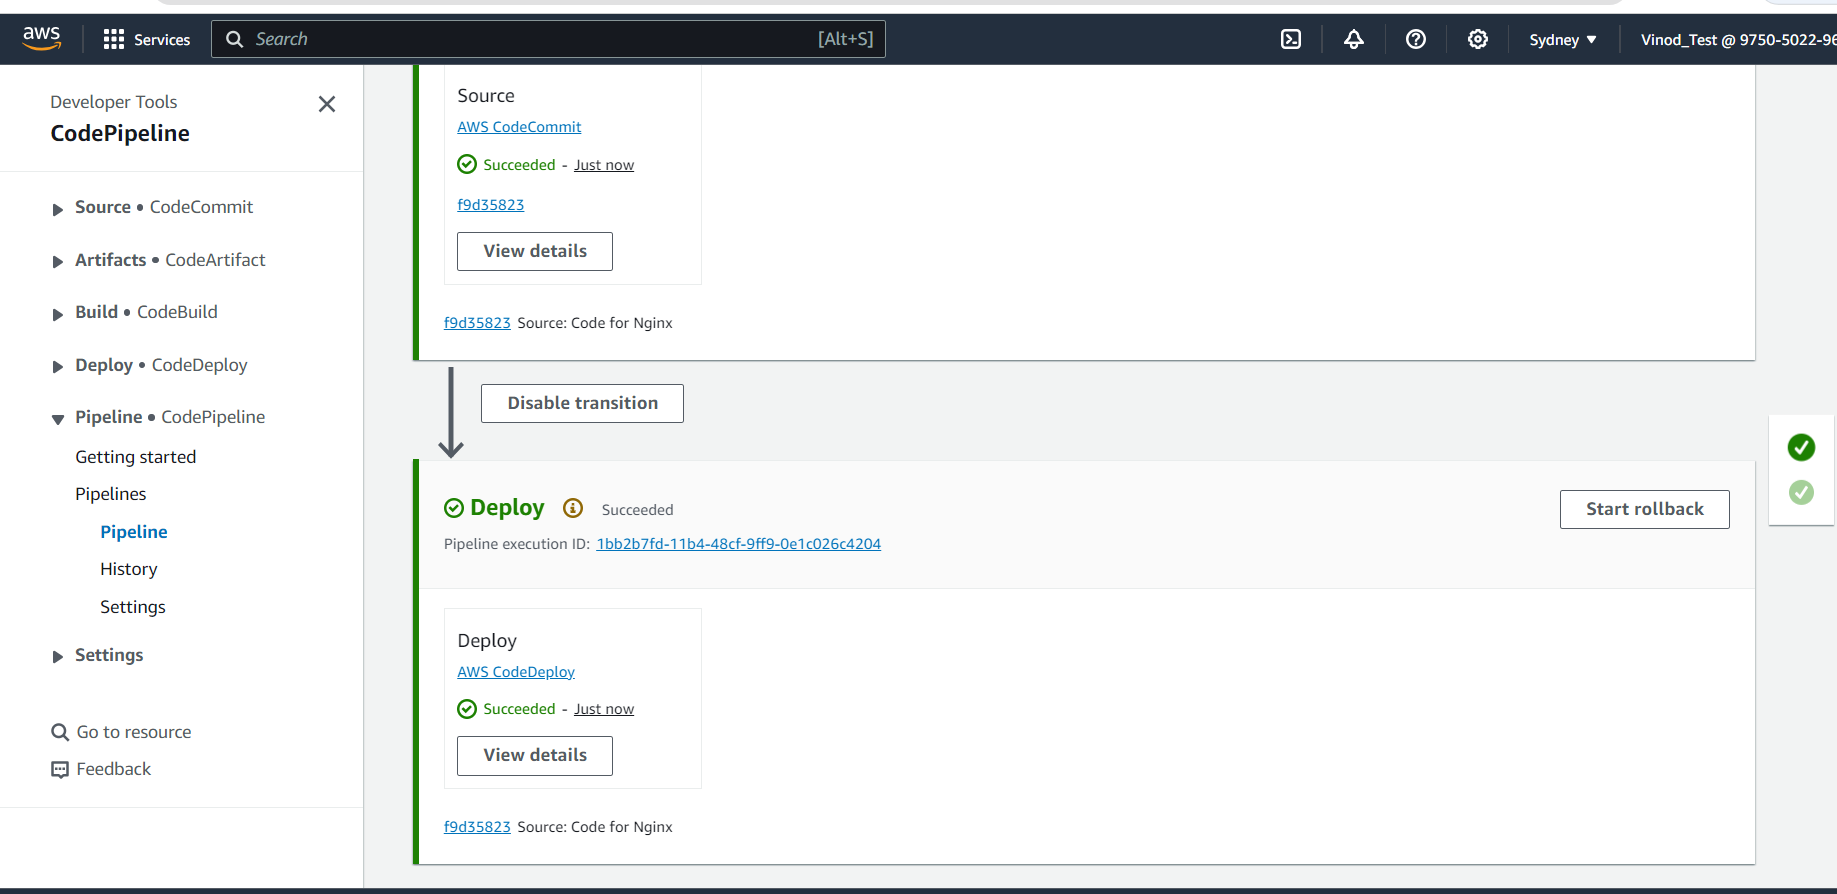 aws
Services
Search
[Alt+S]
Sydney
Vinod_Test @ 9750-5022-96
Developer Tools
CodePipeline
Source • CodeCommit
Artifacts • CodeArtifact
Build • CodeBuild
Deploy • CodeDeploy
Pipeline • CodePipeline
Getting started
Pipelines
Pipeline
History
Settings
Settings
Go to resource
Feedback
Source
AWS CodeCommit
Succeeded - Just now
f9d35823
View details
f9d35823 Source: Code for Nginx
Disable transition
Deploy Succeeded
Start rollback
Pipeline execution ID: 1bb2b7fd-11b4-48cf-9ff9-0e1c026c4204
Deploy
AWS CodeDeploy
Succeeded - Just now
View details
f9d35823 Source: Code for Nginx